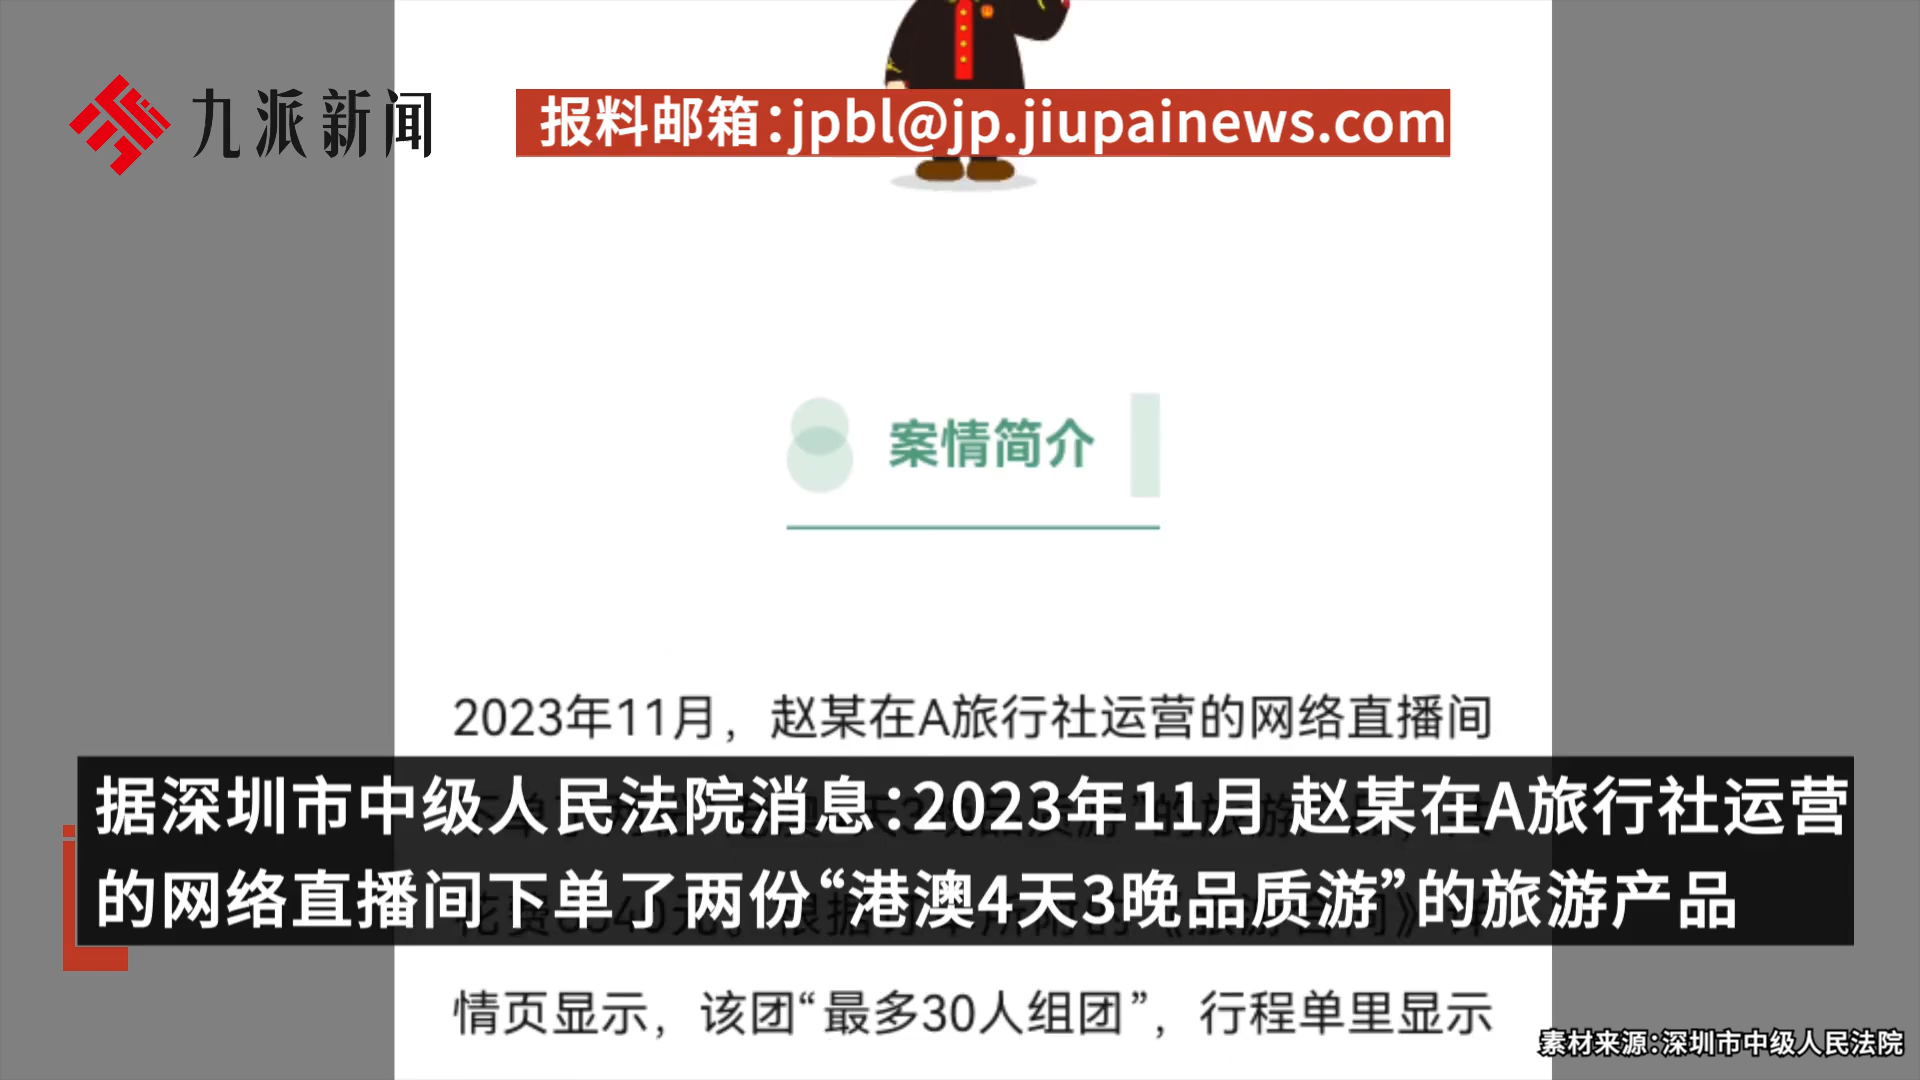 九派新闻
报料邮箱：jpbl@jp.jiupainews.com
案情简介
2023年11月，赵某在A旅行社运营的网络直播间
据深圳市中级人民法院消息：2023年11月 赵某在A旅行社运营
的网络直播间下单了两份“港澳4天3晚品质游”的旅游产品
情页显示，该团“最多30人组团”，行程单里显示
素材来源：深圳市中级人民法院